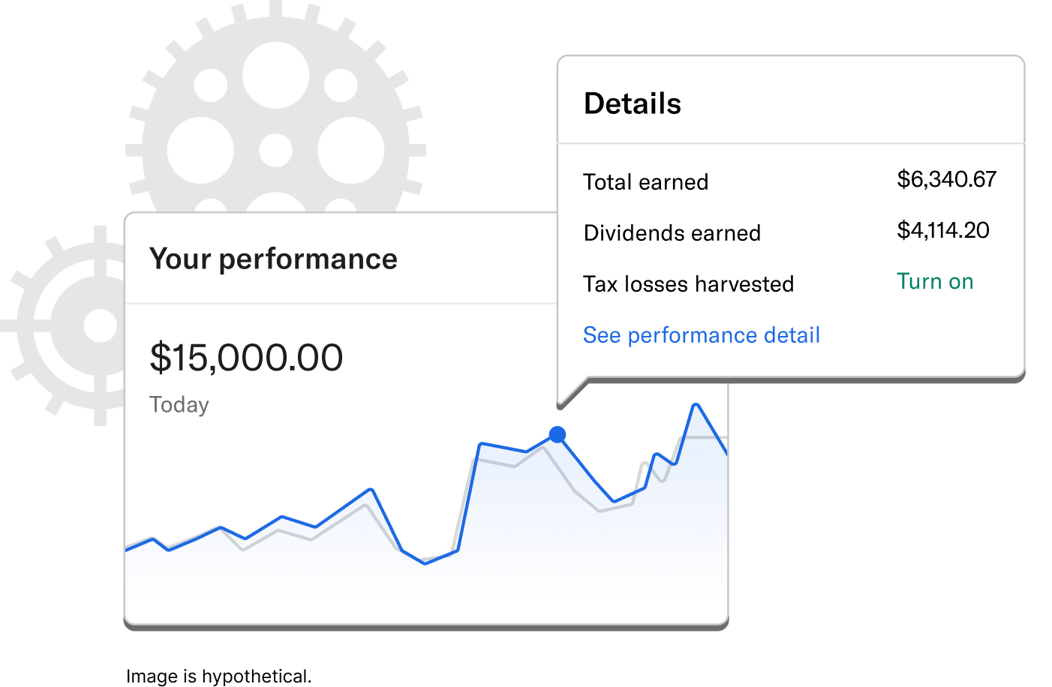 Details
Total earned $6,340.67
Dividends earned $4,114.20
Tax losses harvested Turn on
See performance detail
Your performance
$15,000.00
Today
Image is hypothetical.